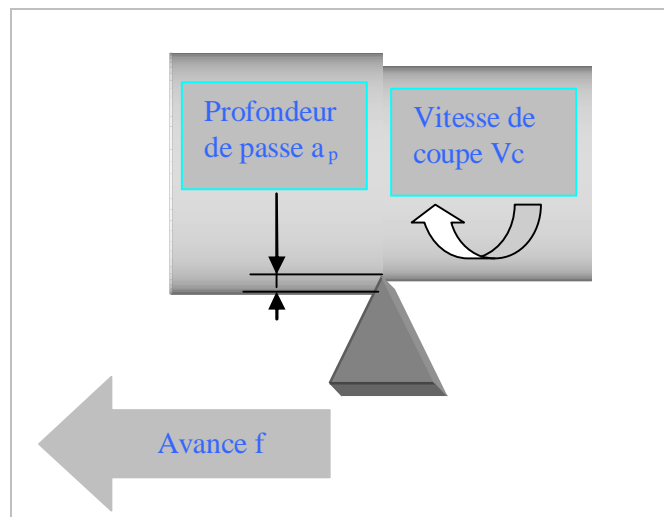 Profondeur
de passe a p
Vitesse de
coupe Vc
Avance f